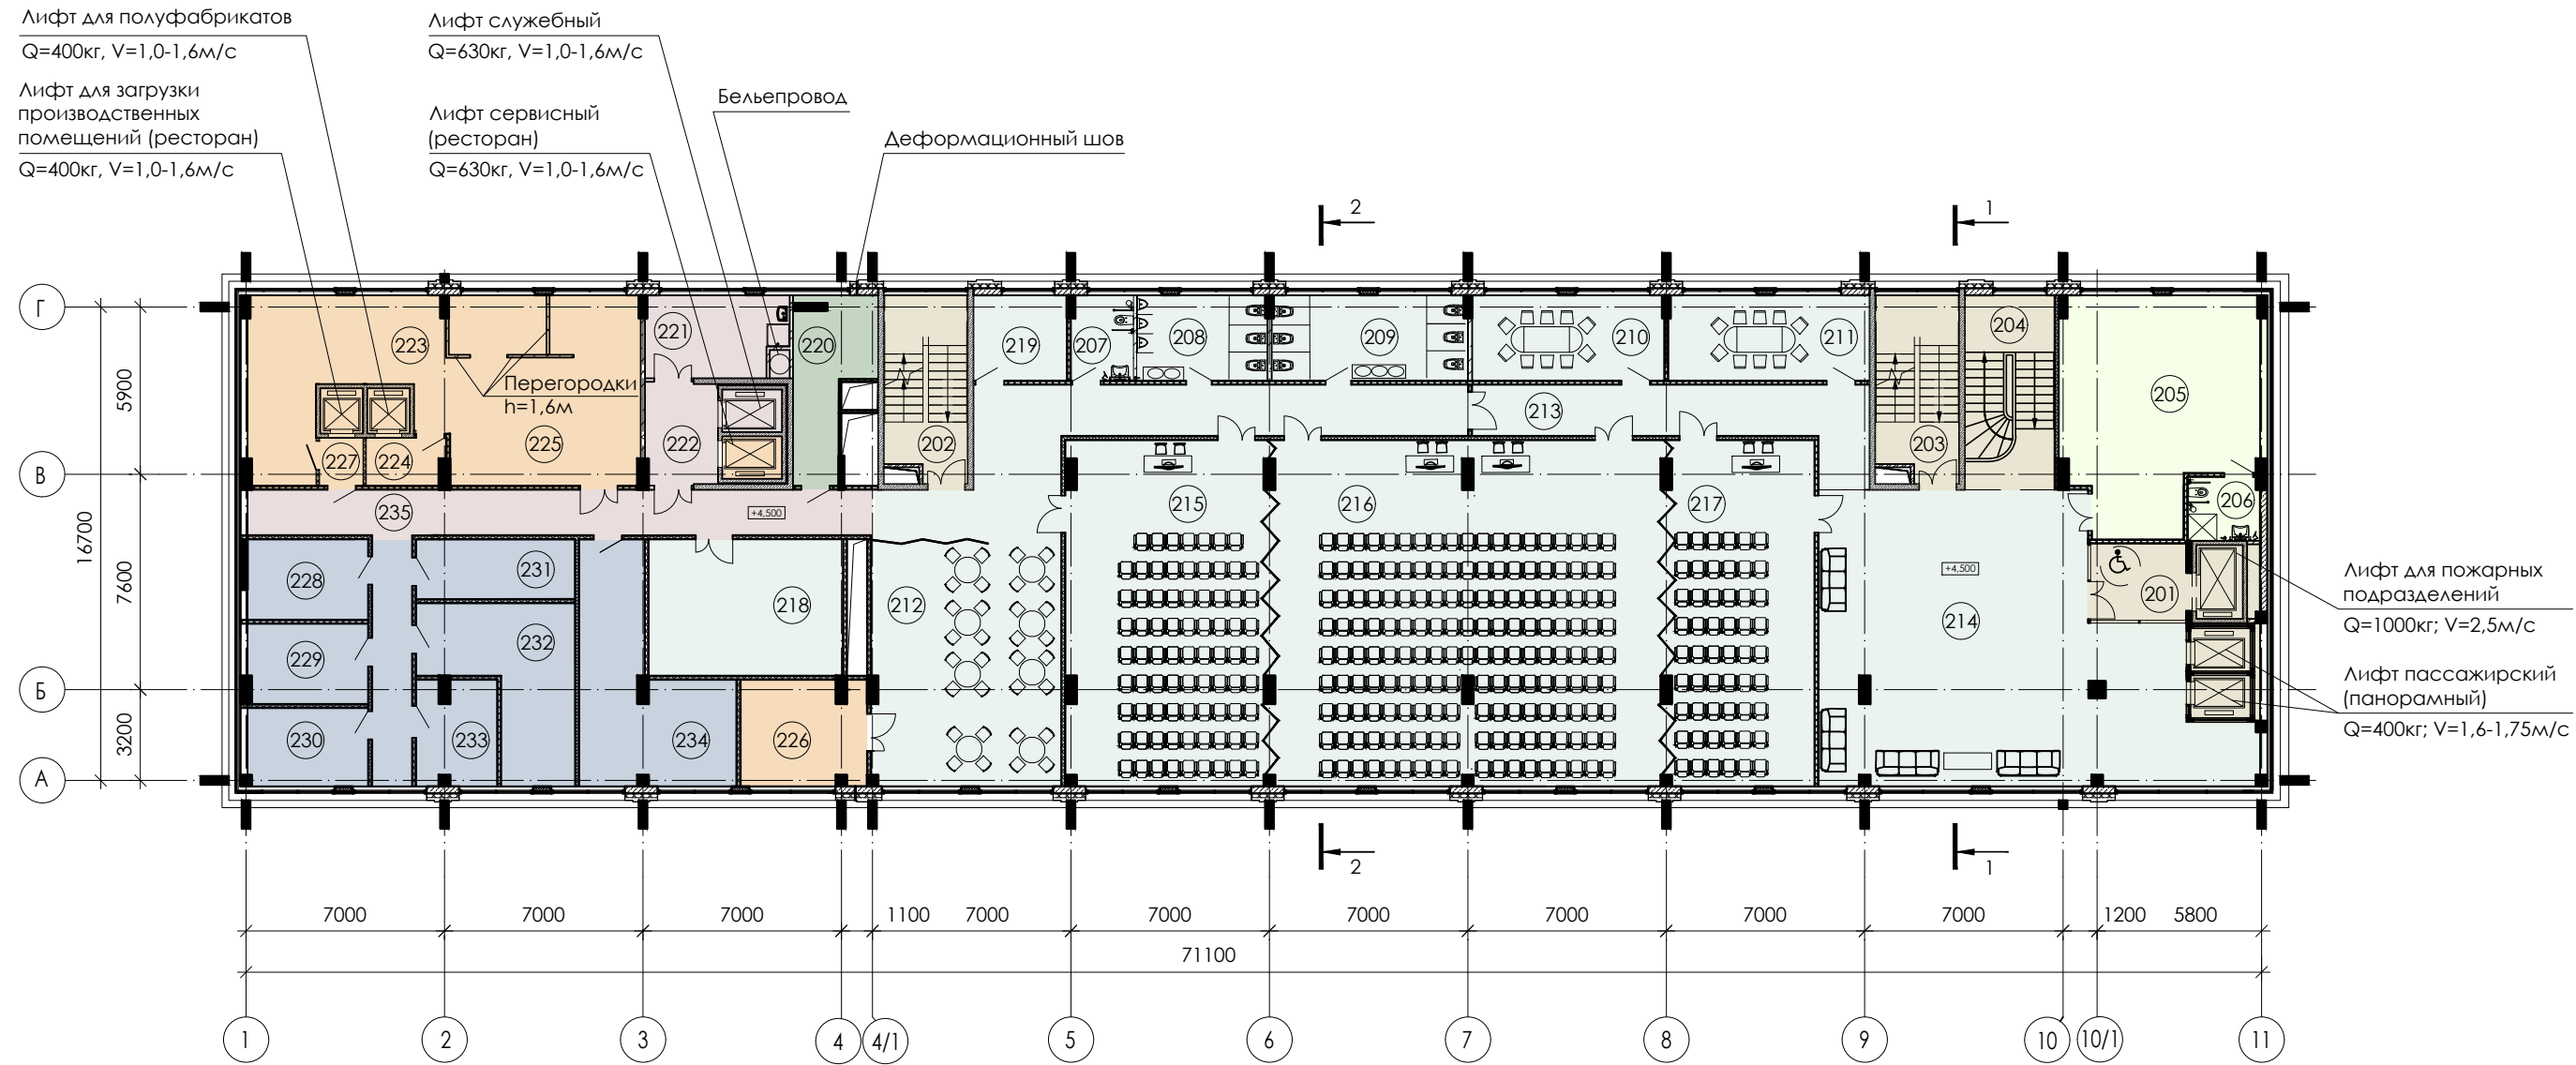 Лифт для полуфабрикатов
Q=400кг, V=1,0-1,6м/с
Лифт для загрузки
производственных
помещений (ресторан)
Q=400кг, V=1,0-1,6м/с
Лифт служебный
Q=630кг, V=1,0-1,6м/с
Лифт сервисный
(ресторан)
Q=630кг, V=1,0-1,6м/с
Бельепровод
Деформационный шов
2
1
Г
В
Б
А
5900
7600
3200
16700
223
221
220
219
207
208
209
210
211
204
Перегородки
h=1,6м
213
205
227
224
225
222
202
203
235
+4,500
215
216
217
206
228
231
218
212
+4,500
201
214
229
232
230
233
234
226
Лифт для пожарных
подразделений
Q=1000кг; V=2,5м/с
Лифт пассажирский
(панорамный)
Q=400кг; V=1,6-1,75м/с
2
1
7000
7000
7000
1100
7000
7000
7000
7000
7000
7000
1200
5800
71100
1
2
3
4
4/1
5
6
7
8
9
10
10/1
11